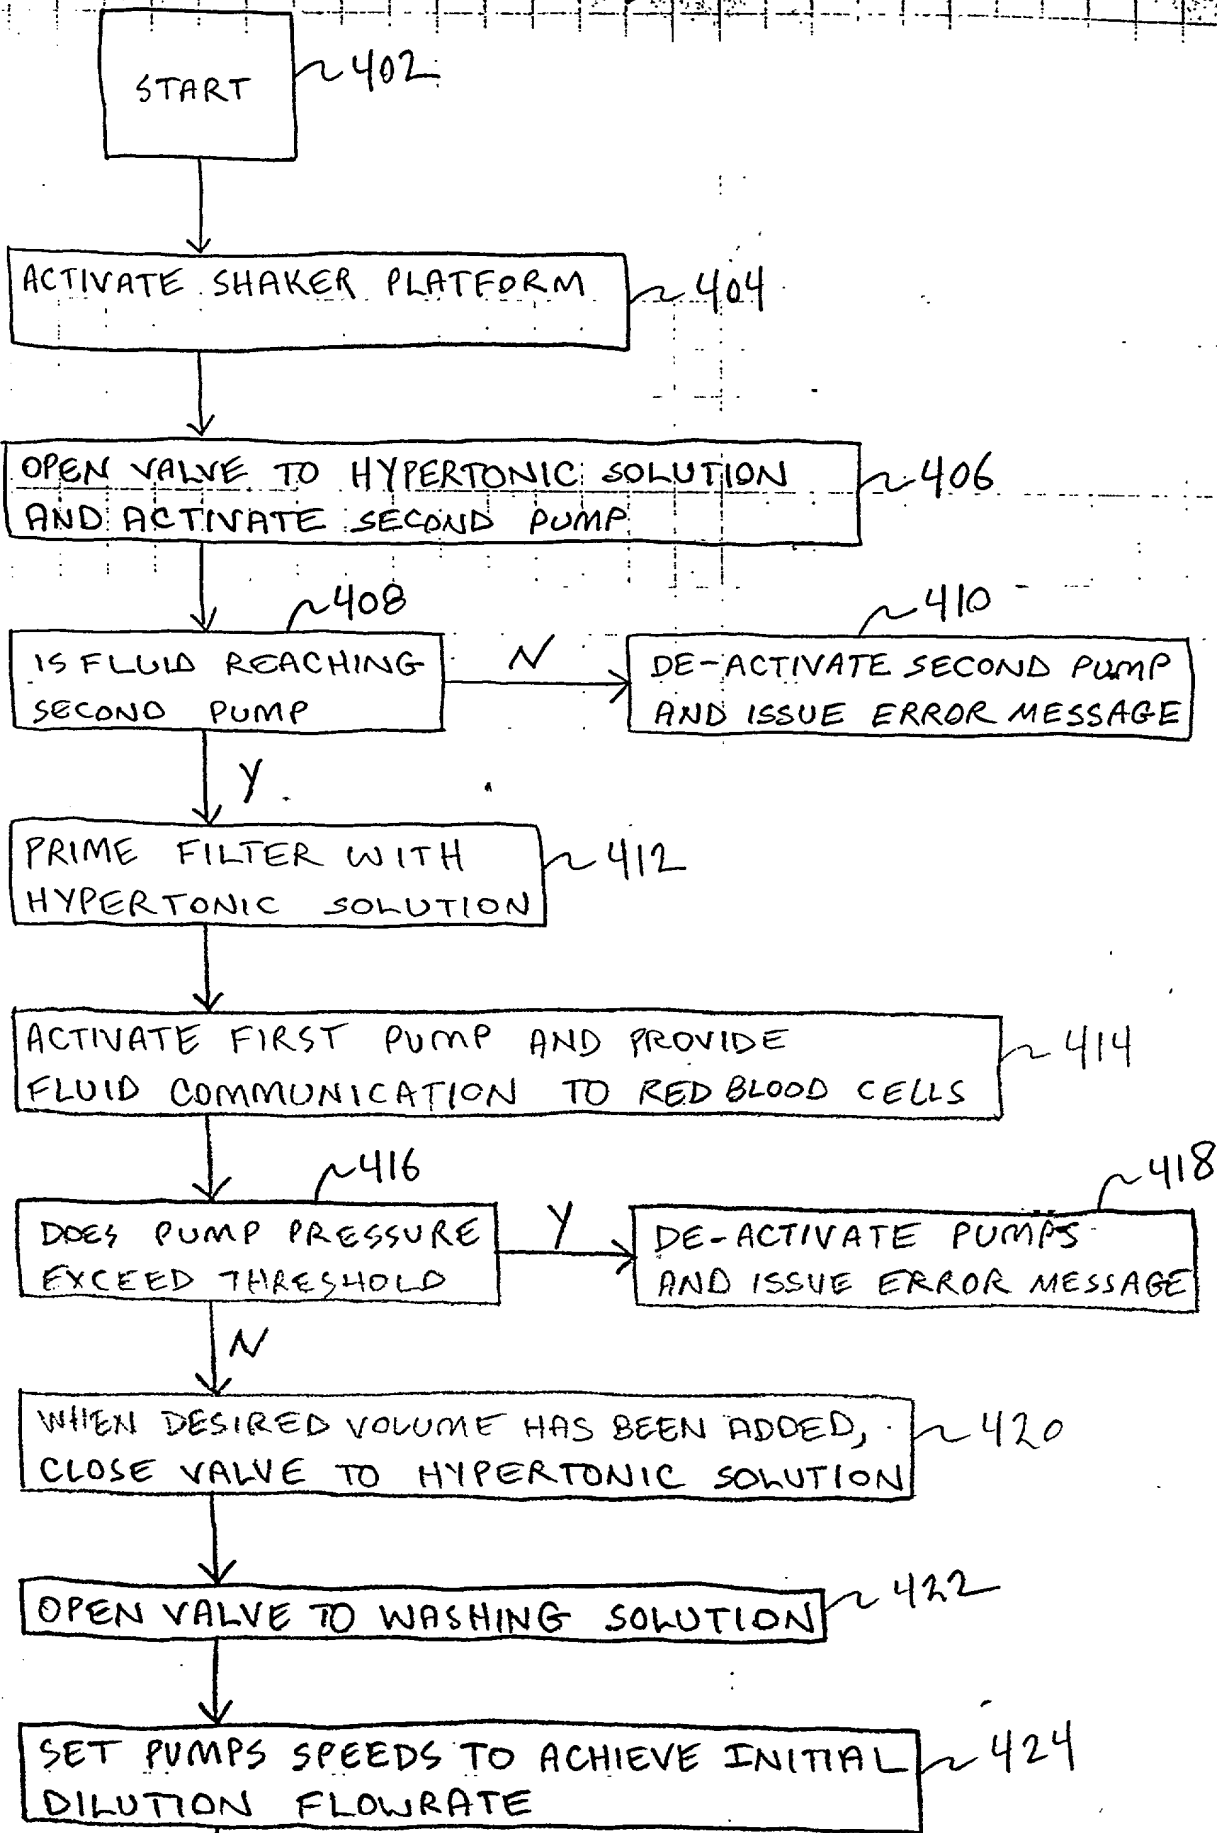 START
402
ACTIVATE SHAKER PLATFORM
404
OPEN VALVE TO HYPERTONIC SOLUTION
AND ACTIVATE SECOND PUMP
406
408
IS FLUID REACHING
SECOND PUMP
N
410
DE-ACTIVATE SECOND PUMP
AND ISSUE ERROR MESSAGE
Y
PRIME FILTER WITH
HYPERTONIC SOLUTION
412
ACTIVATE FIRST PUMP AND PROVIDE
FLUID COMMUNICATION TO RED BLOOD CELLS
414
416
DOES PUMP PRESSURE
EXCEED THRESHOLD
Y
418
DE-ACTIVATE PUMPS
AND ISSUE ERROR MESSAGE
N
WHEN DESIRED VOLUME HAS BEEN ADDED,
CLOSE VALVE TO HYPERTONIC SOLUTION
420
OPEN VALVE TO WASHING SOLUTION
422
SET PUMPS SPEEDS TO ACHIEVE INITIAL
DILUTION FLOWRATE
424